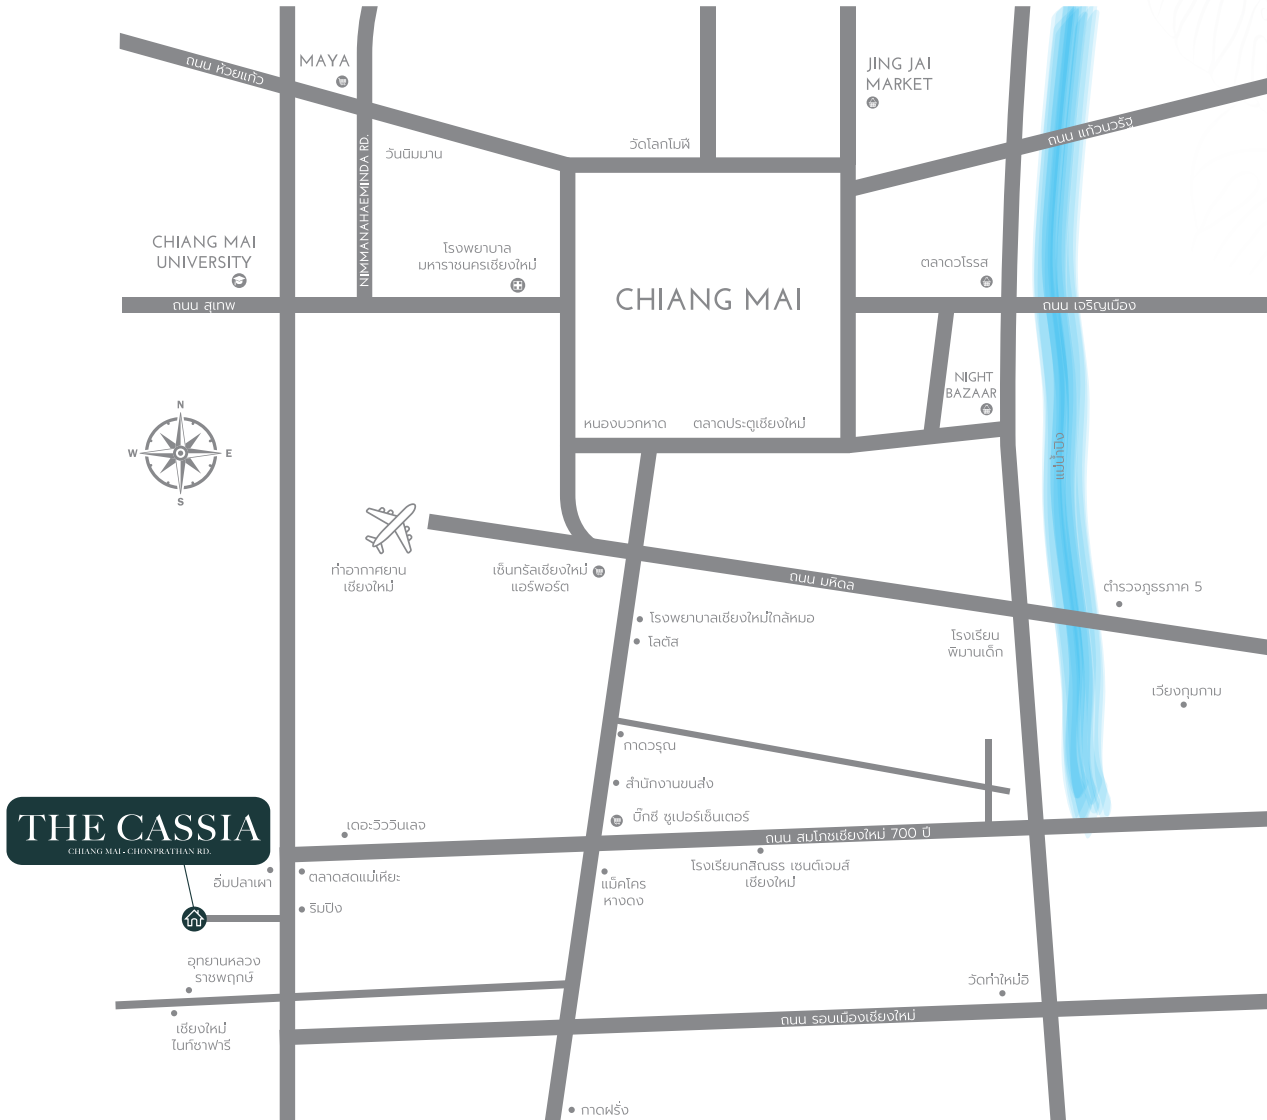 ถนน ห้วยแก้ว
MAYA
JING JAI
MARKET
ถนน แก้วนวรัฐ
วัดโลกโมฬี
วันนิมมาน
NIMMANAHAEMINDA RD.
CHIANG MAI
UNIVERSITY
โรงพยาบาล
มหาราชนครเชียงใหม่
ตลาดวโรรส
CHIANG MAI
ถนน สุเทพ
ถนน เจริญเมือง
NIGHT
BAZAAR
หนองบวกหาด
ตลาดประตูเชียงใหม่
N
W
E
S
แม่น้ำปิง
ท่าอากาศยาน
เชียงใหม่
เซ็นทรัลเชียงใหม่
แอร์พอร์ต
ถนน มหิดล
ตำรวจภูธรภาค 5
โรงพยาบาลเชียงใหม่ใกล้หมอ
โลตัส
โรงเรียน
พิมานเด็ก
เวียงกุมกาม
กาดวรุณ
สำนักงานขนส่ง
บิ๊กซี ซูเปอร์เซ็นเตอร์
THE CASSIA
CHIANG MAI - CHONPRATHAN RD.
เดอะวิววินเลจ
ถนน สมโภชเชียงใหม่ 700 ปี
อิ่มปลาเผา
ตลาดสดแม่เหียะ
แม็คโคร
หางดง
โรงเรียนกสิณธร เซนต์เจมส์
เชียงใหม่
ริมปิง
อุทยานหลวง
ราชพฤกษ์
วัดท่าใหม่อิ
เชียงใหม่
ไนท์ซาฟารี
ถนน รอบเมืองเชียงใหม่
กาดฝรั่ง